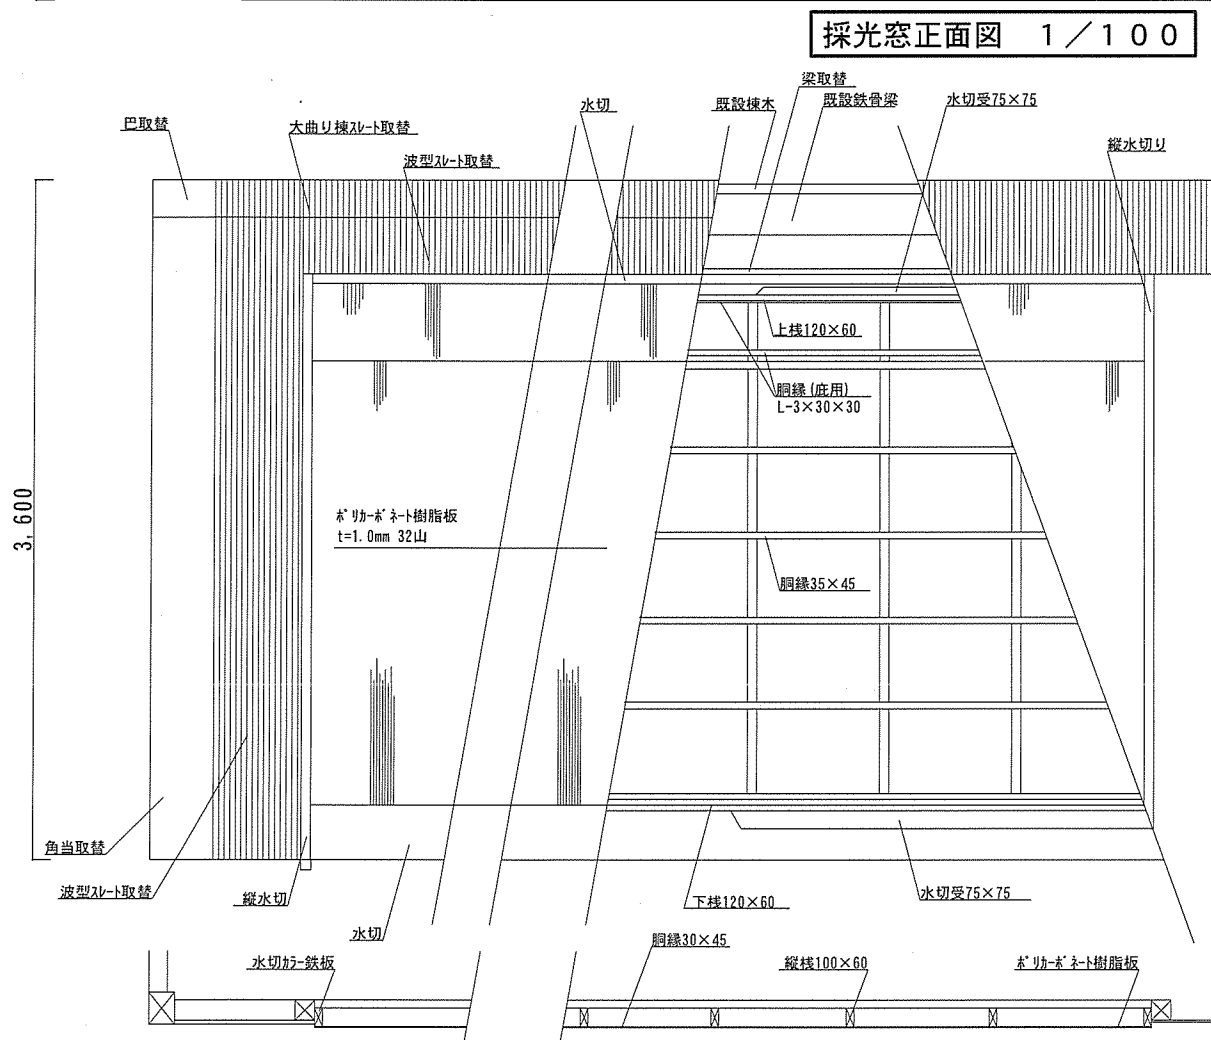 採光窓正面図　１／１００
梁取替
水切
既設棟木
既設鉄骨梁
水切受75×75
巴取替
大曲り棟ｽﾚｰﾄ取替
縦水切り
波型ｽﾚｰﾄ取替
上桟120×60
胴縁(庇用)
L-3×30×30
3,600
ﾎﾟﾘｶｰﾎﾞﾈｰﾄ樹脂板
t=1.0mm 32山
胴縁35×45
角当取替
波型ｽﾚｰﾄ取替
縦水切
水切
下桟120×60
水切受75×75
胴縁30×45
水切ｶﾗｰ鉄板
縦桟100×60
ﾎﾟﾘｶｰﾎﾞﾈｰﾄ樹脂板